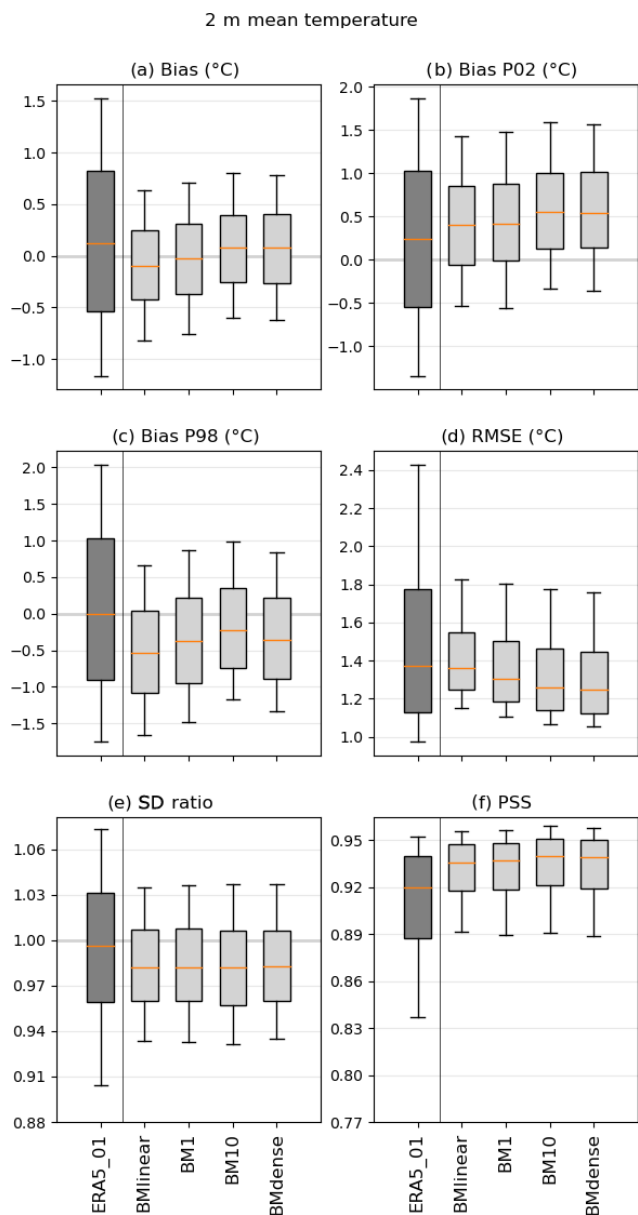 2 m mean temperature
(a) Bias (°C)
1.5
1.0
0.5
0.0
−0.5
−1.0
(b) Bias P02 (°C)
2.0
1.5
1.0
0.5
0.0
−0.5
−1.0
(c) Bias P98 (°C)
2.0
1.5
1.0
0.5
0.0
−0.5
−1.0
−1.5
(d) RMSE (°C)
2.4
2.2
2.0
1.8
1.6
1.4
1.2
1.0
(e) SD ratio
1.06
1.03
1.00
0.97
0.94
0.91
0.88
ERA5_01
BMlinear
BM1
BM10
BMdense
(f) PSS
0.95
0.92
0.89
0.86
0.83
0.80
0.77
ERA5_01
BMlinear
BM1
BM10
BMdense